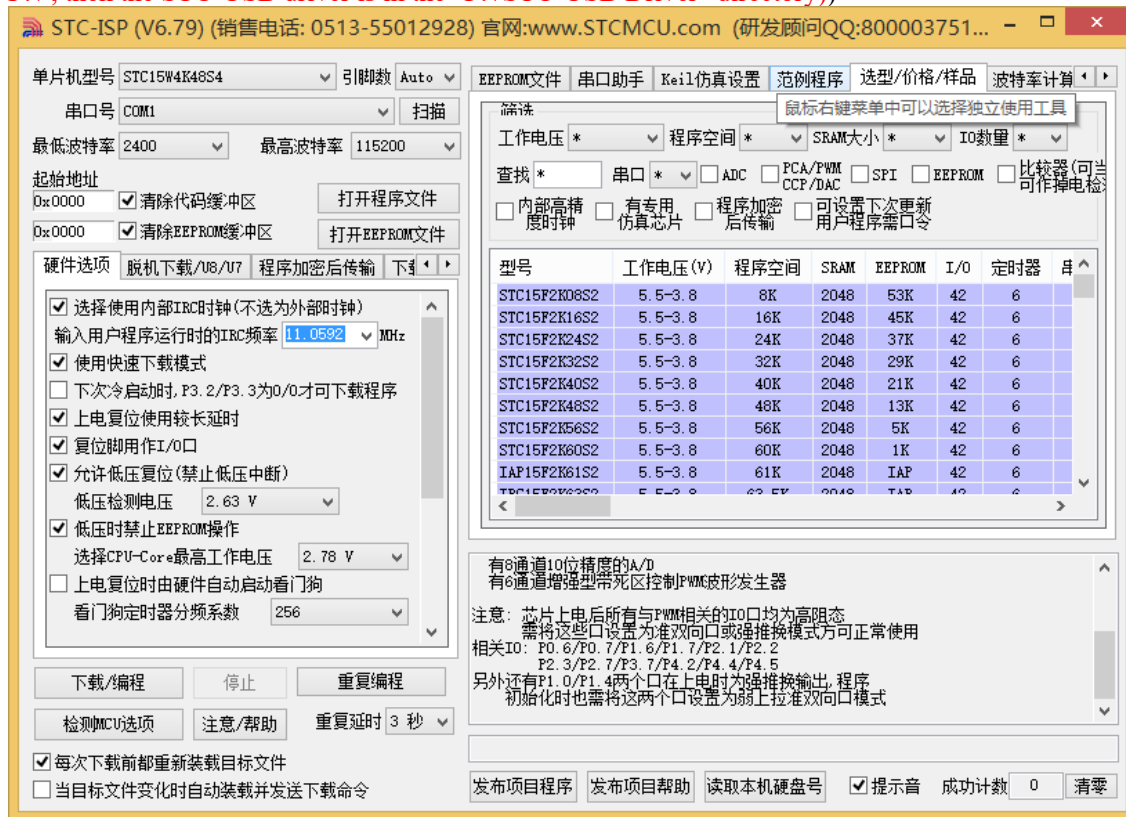 STC-ISP (V6.79) (销售电话: 0513-55012928) 官网:www.STCMCU.com (研发顾问QQ:800003751...
单片机型号 STC15W4K48S4 引脚数 Auto
串口号 COM1 扫描
最低波特率 2400 最高波特率 115200
起始地址
0x0000 清除代码缓冲区 打开程序文件
0x0000 清除EEPROM缓冲区 打开EEPROM文件
硬件选项 脱机下载/U8/U7 程序加密后传输
选择使用内部IRC时钟(不选为外部时钟)
输入用户程序运行时的IRC频率 11.0592 MHz
使用快速下载模式
下次冷启动时,P3.2/P3.3为0/0才可下载程序
上电复位使用较长延时
复位脚用作I/O口
允许低压复位(禁止低压中断)
低压检测电压 2.63 V
低压时禁止EEPROM操作
选择CPU-Core最高工作电压 2.78 V
上电复位时由硬件自动启动看门狗
看门狗定时器分频系数 256
下载/编程 停止 重复编程
检测MCU选项 注意/帮助 重复延时 3 秒
每次下载前都重新装载目标文件
当目标文件变化时自动装载并发送下载命令
EEPROM文件 串口助手 Keil仿真设置 范例程序 选型/价格/样品 波特率计算
鼠标右键菜单中可以选择独立使用工具
筛选
工作电压 * 程序空间 * SRAM大小 * IO数量 *
查找 * 串口 * ADC PCA/PWM CCP/DAC SPI EEPROM 比较器(可当 可作掉电检
内部高精度时钟 有专用仿真芯片 程序加密后传输 可设置下次更新用户程序需口令
型号 工作电压(V) 程序空间 SRAM EEPROM I/O 定时器
STC15F2K08S2 5.5-3.8 8K 2048 53K 42 6
STC15F2K16S2 5.5-3.8 16K 2048 45K 42 6
STC15F2K24S2 5.5-3.8 24K 2048 37K 42 6
STC15F2K32S2 5.5-3.8 32K 2048 29K 42 6
STC15F2K40S2 5.5-3.8 40K 2048 21K 42 6
STC15F2K48S2 5.5-3.8 48K 2048 13K 42 6
STC15F2K56S2 5.5-3.8 56K 2048 5K 42 6
STC15F2K60S2 5.5-3.8 60K 2048 1K 42 6
IAP15F2K61S2 5.5-3.8 61K 2048 IAP 42 6
有8通道10位精度的A/D
有6通道增强型带死区控制PWM波形发生器
注意: 芯片上电后所有与PWM相关的IO口均为高阻态
需将这些口设置为准双向口或强推挽模式方可正常使用
相关IO: P0.6/P0.7/P1.6/P1.7/P2.1/P2.2
P2.3/P2.7/P3.7/P4.2/P4.4/P4.5
另外还有P1.0/P1.4两个口在上电时为强推挽输出,程序
初始化时也需将这两个口设置为弱上拉准双向口模式
发布项目程序 发布项目帮助 读取本机硬盘号 提示音 成功计数 0 清零